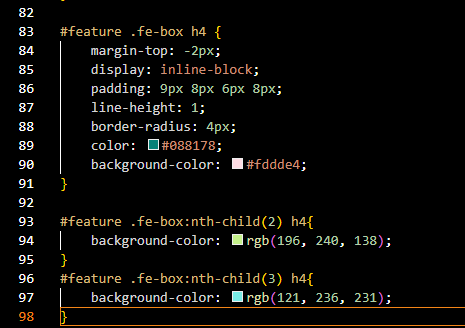 82
83 #feature .fe-box h4 {
84     margin-top: -2px;
85     display: inline-block;
86     padding: 9px 8px 6px 8px;
87     line-height: 1;
88     border-radius: 4px;
89     color: #088178;
90     background-color: #fddde4;
91 }
92
93 #feature .fe-box:nth-child(2) h4{
94     background-color: rgb(196, 240, 138);
95 }
96 #feature .fe-box:nth-child(3) h4{
97     background-color: rgb(121, 236, 231);
98 }